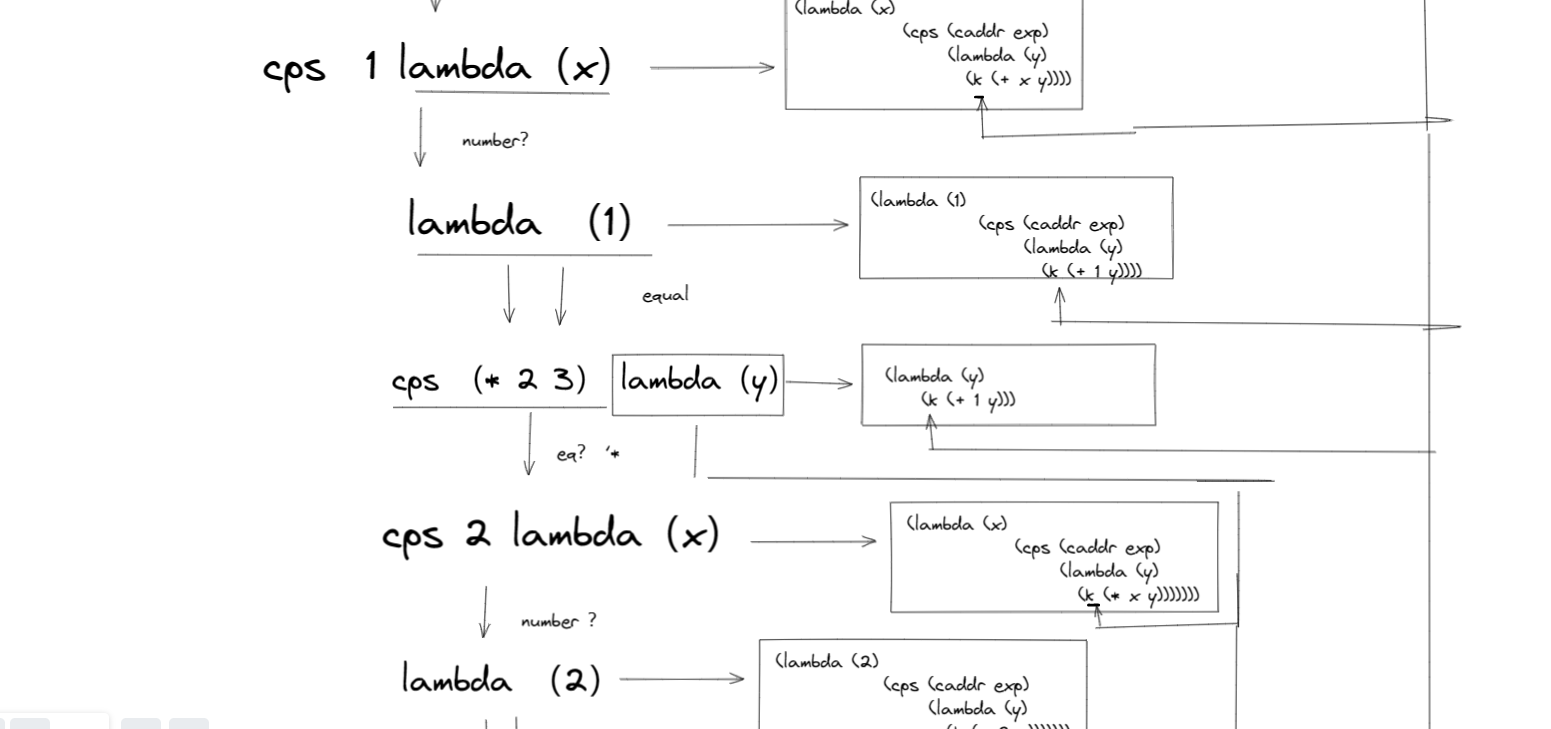 (lambda (x)
(cps (caddr exp)
(lambda (y)
(k (+ x y))))
cps 1 lambda (x)
number?
lambda (1)
(lambda (1)
(cps (caddr exp)
(lambda (y)
(k (+ 1 y))))
equal
cps (* 2 3) lambda (y)
(lambda (y)
(k (+ 1 y)))
eq? '*
cps 2 lambda (x)
(lambda (x)
(cps (caddr exp)
(lambda (y)
(k (* x y)))))))
number ?
lambda (2)
(lambda (2)
(cps (caddr exp)
(lambda (y)